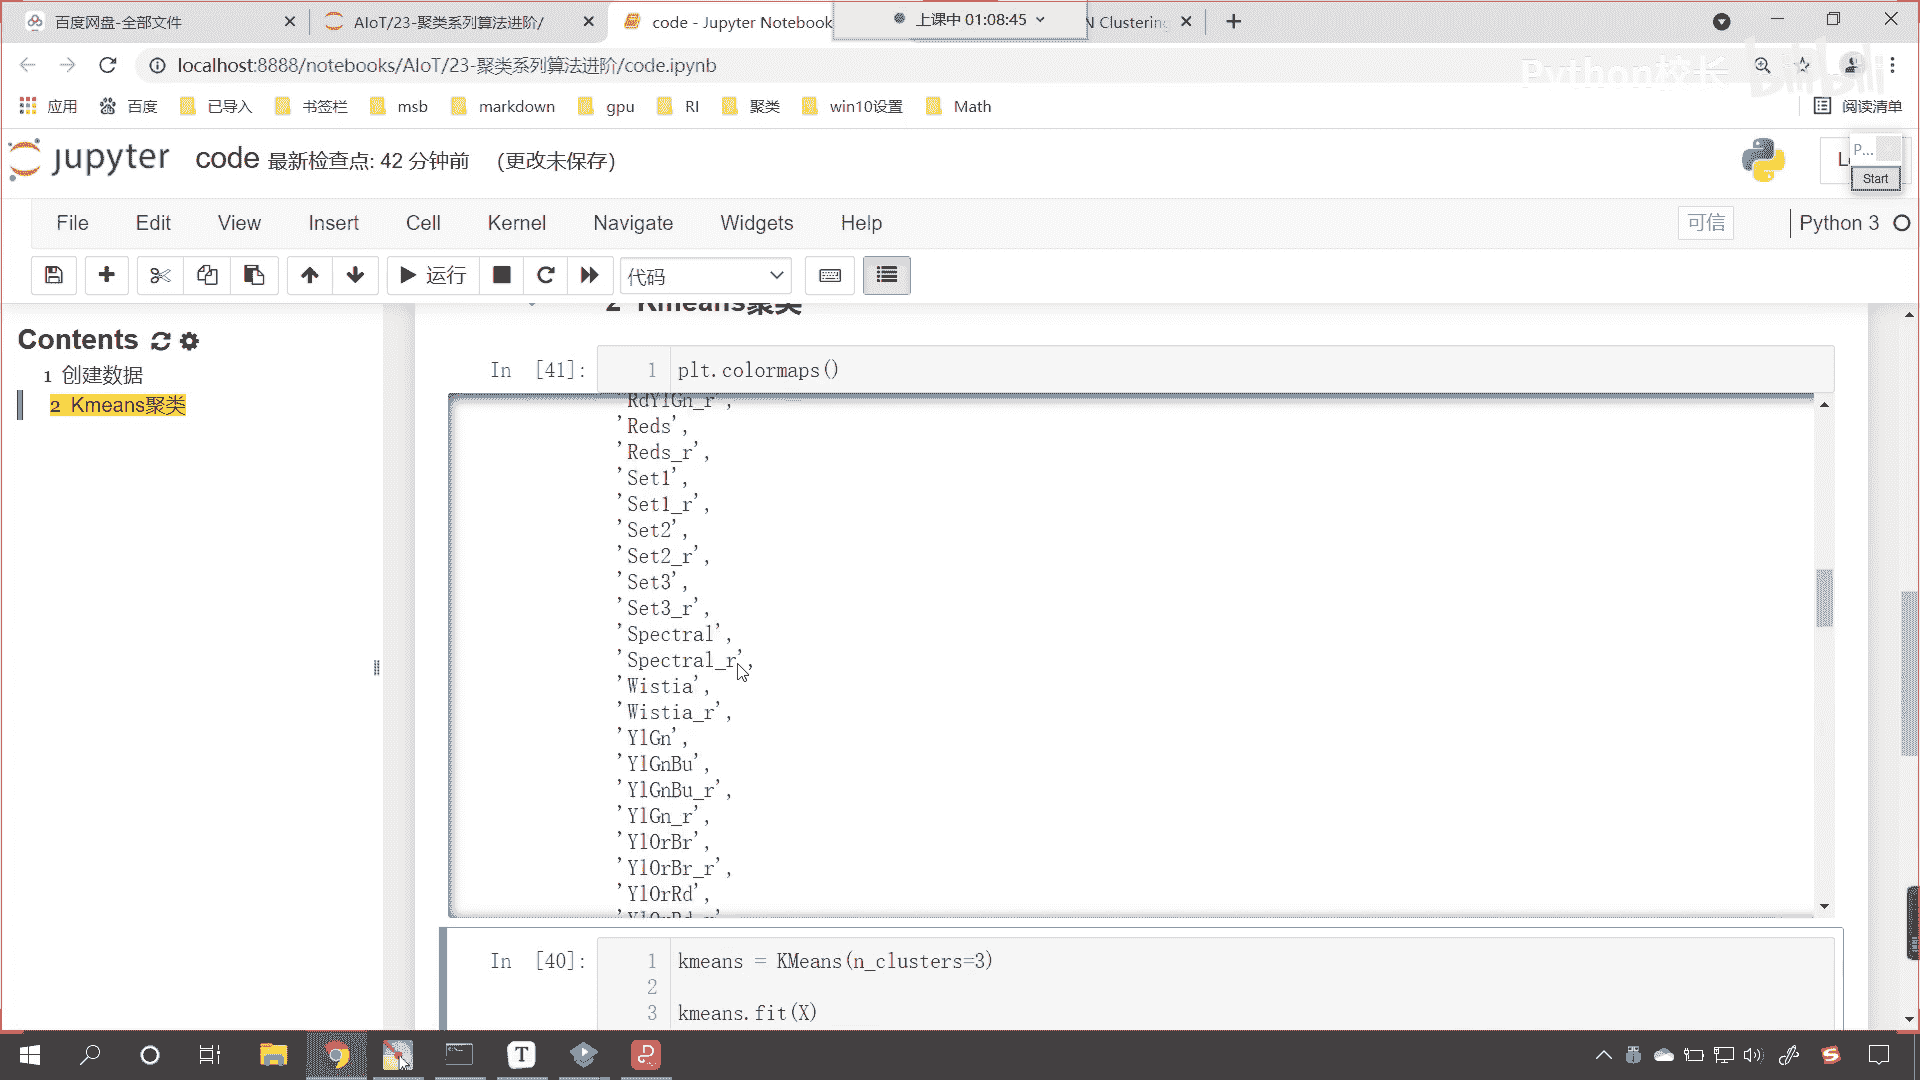 百度网盘-全部文件
AIoT/23-聚类系列算法进阶/
code - Jupyter Notebook
上课中 01:08:45
N Clustering
localhost:8888/notebooks/AIoT/23-聚类系列算法进阶/code.ipynb
Python校长
bilibili
应用
百度
已导入
书签栏
msb
markdown
gpu
RI
聚类
win10设置
Math
阅读清单
jupyter
code 最新检查点: 42 分钟前 (更改未保存)
P...
Start
File
Edit
View
Insert
Cell
Kernel
Navigate
Widgets
Help
可信
Python 3
运行
代码
Contents
1 创建数据
2 Kmeans聚类
2 Kmeans聚类
In [41]:
1 plt.colormaps()
'RdYlGn_r',
'Reds',
'Reds_r',
'Set1',
'Set1_r',
'Set2',
'Set2_r',
'Set3',
'Set3_r',
'Spectral',
'Spectral_r',
'Wistia',
'Wistia_r',
'YlGn',
'YlGnBu',
'YlGnBu_r',
'YlGn_r',
'YlOrBr',
'YlOrBr_r',
'YlOrRd',
'YlOrRd_r',
In [40]:
1 kmeans = KMeans(n_clusters=3)
2
3 kmeans.fit(X)